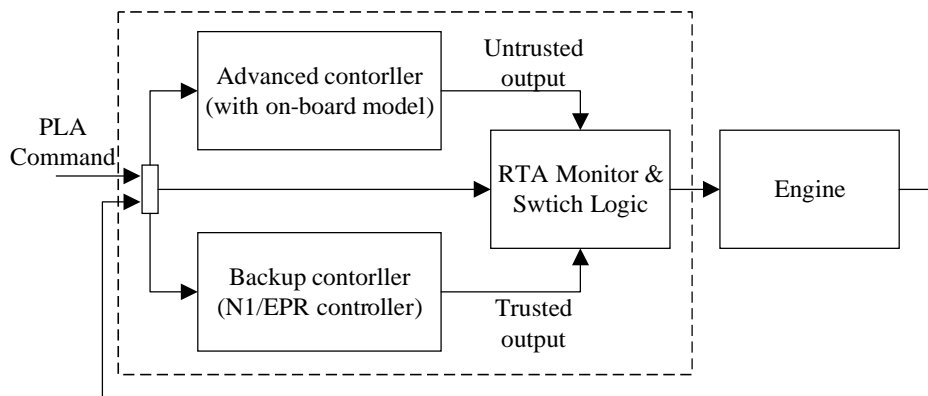 Advanced contorller
(with on-board model)
Untrusted
output
PLA
Command
RTA Monitor &
Swtich Logic
Engine
Backup contorller
(N1/EPR controller)
Trusted
output